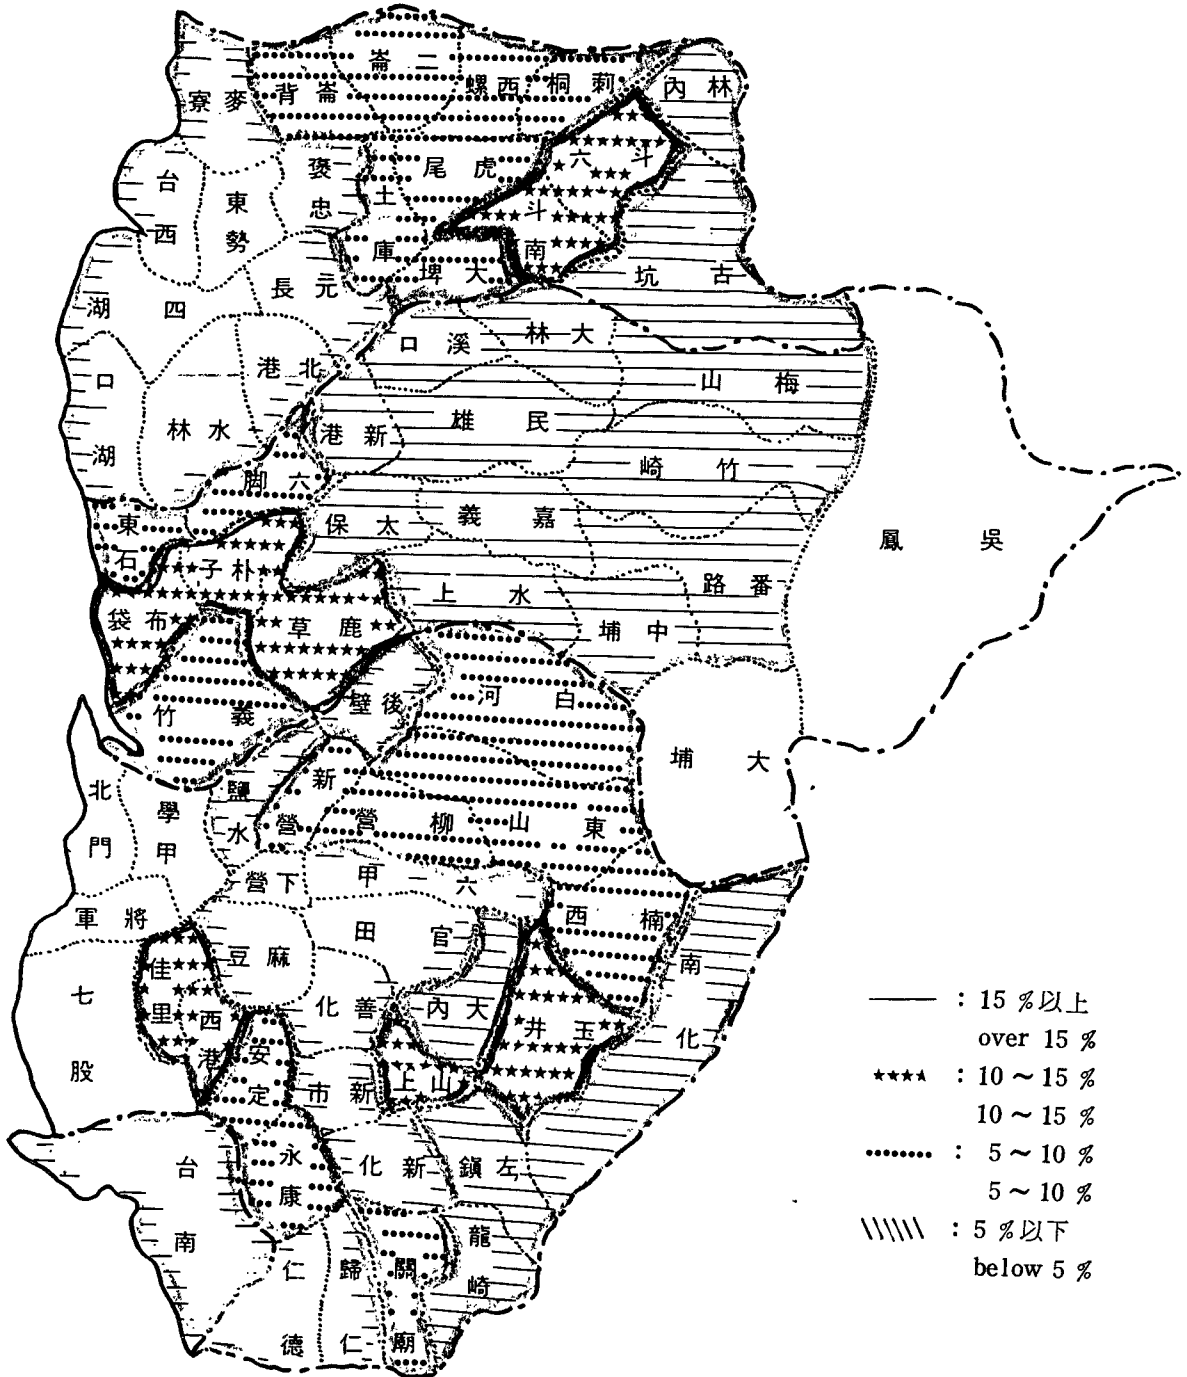 二崙
崙背
西螺
莿桐
林內
麥寮
台西
東勢
褒忠
土庫
虎尾
斗六
斗南
大埤
古坑
元長
四湖
口湖
北港
水林
溪口
大林
梅山
民雄
新港
竹崎
六脚
東石
朴子
太保
嘉義
吳鳳
番路
水上
中埔
布袋
鹿草
義竹
後壁
白河
大埔
北門
學甲
鹽水
新營
柳營
東山
下營
六甲
將軍
麻豆
官田
楠西
南化
七股
佳里
西港
安定
善化
大內
玉井
新市
山上
台南
永康
新化
左鎮
仁德
歸仁
關廟
龍崎
: 15 %以上
over 15 %
: 10～15 %
10～15 %
: 5～10 %
5～10 %
: 5 %以下
below 5 %